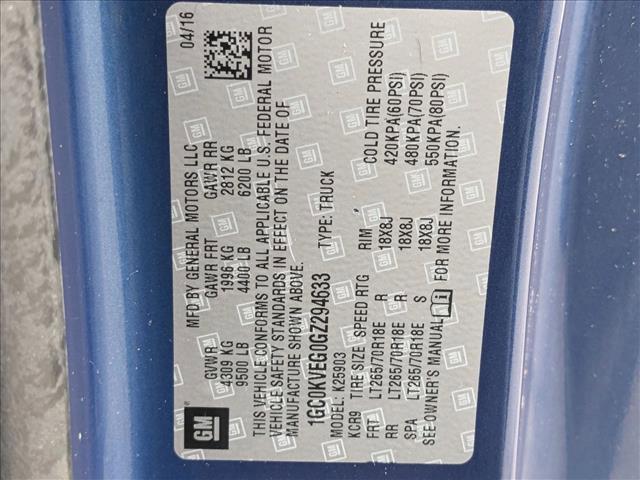 GM
MFD BY GENERAL MOTORS LLC 04/16
GVWR GAWR FRT GAWR RR
4309 KG 1996 KG 2812 KG
9500 LB 4400 LB 6200 LB
THIS VEHICLE CONFORMS TO ALL APPLICABLE U.S. FEDERAL MOTOR
VEHICLE SAFETY STANDARDS IN EFFECT ON THE DATE OF
MANUFACTURE SHOWN ABOVE.
1GC0KVEG0GZ294633 TYPE: TRUCK
MODEL: K25903
KCR9 TIRE SIZE SPEED RTG RIM COLD TIRE PRESSURE
FRT LT265/70R18E R 18X8J 420KPA(60PSI)
RR LT265/70R18E R 18X8J 480KPA(70PSI)
SPA LT265/70R18E S 18X8J 550KPA(80PSI)
SEE OWNER'S MANUAL FOR MORE INFORMATION.